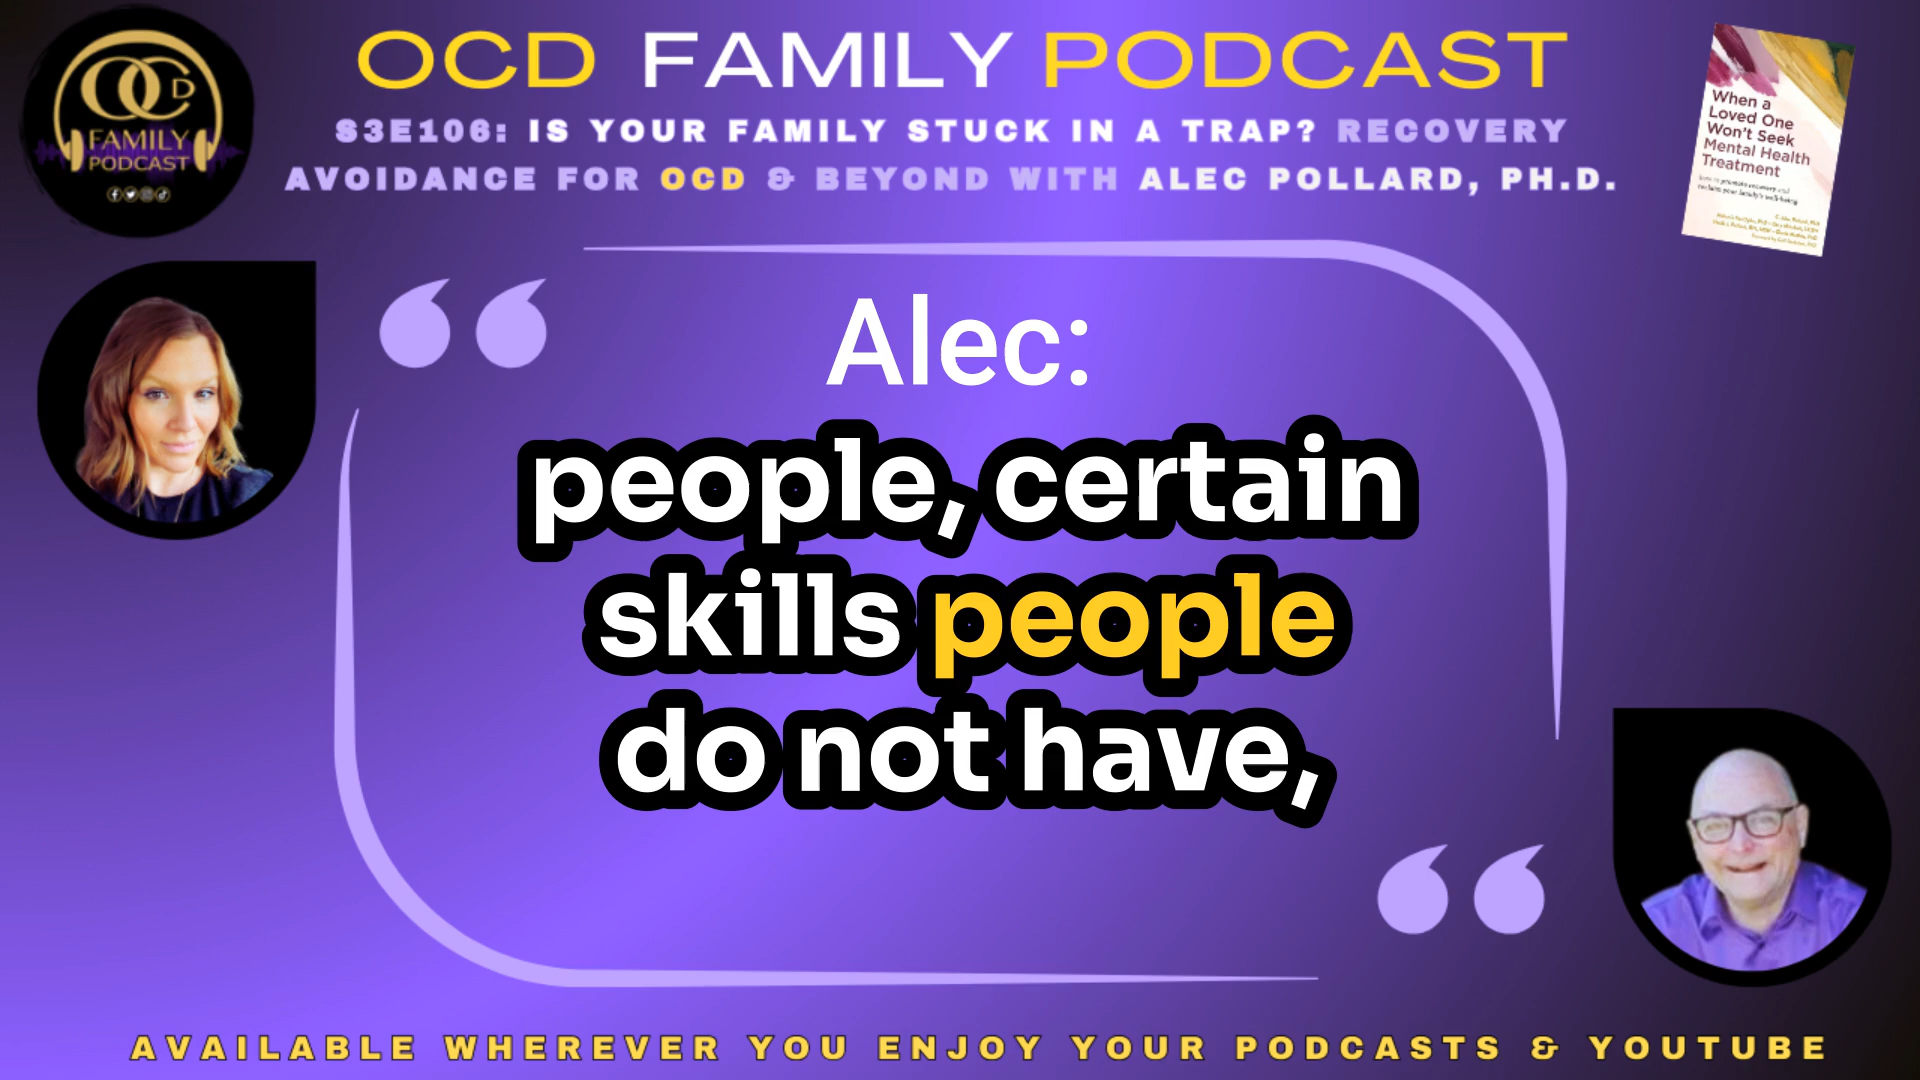 OCD FAMILY PODCAST
S3E106: IS YOUR FAMILY STUCK IN A TRAP? RECOVERY
AVOIDANCE FOR OCD & BEYOND WITH ALEC POLLARD, PH.D.
OCD
FAMILY
PODCAST
When a
Loved One
Won't Seek
Mental Health
Treatment
Alec:
people, certain
skills people
do not have,
AVAILABLE WHEREVER YOU ENJOY YOUR PODCASTS & YOUTUBE